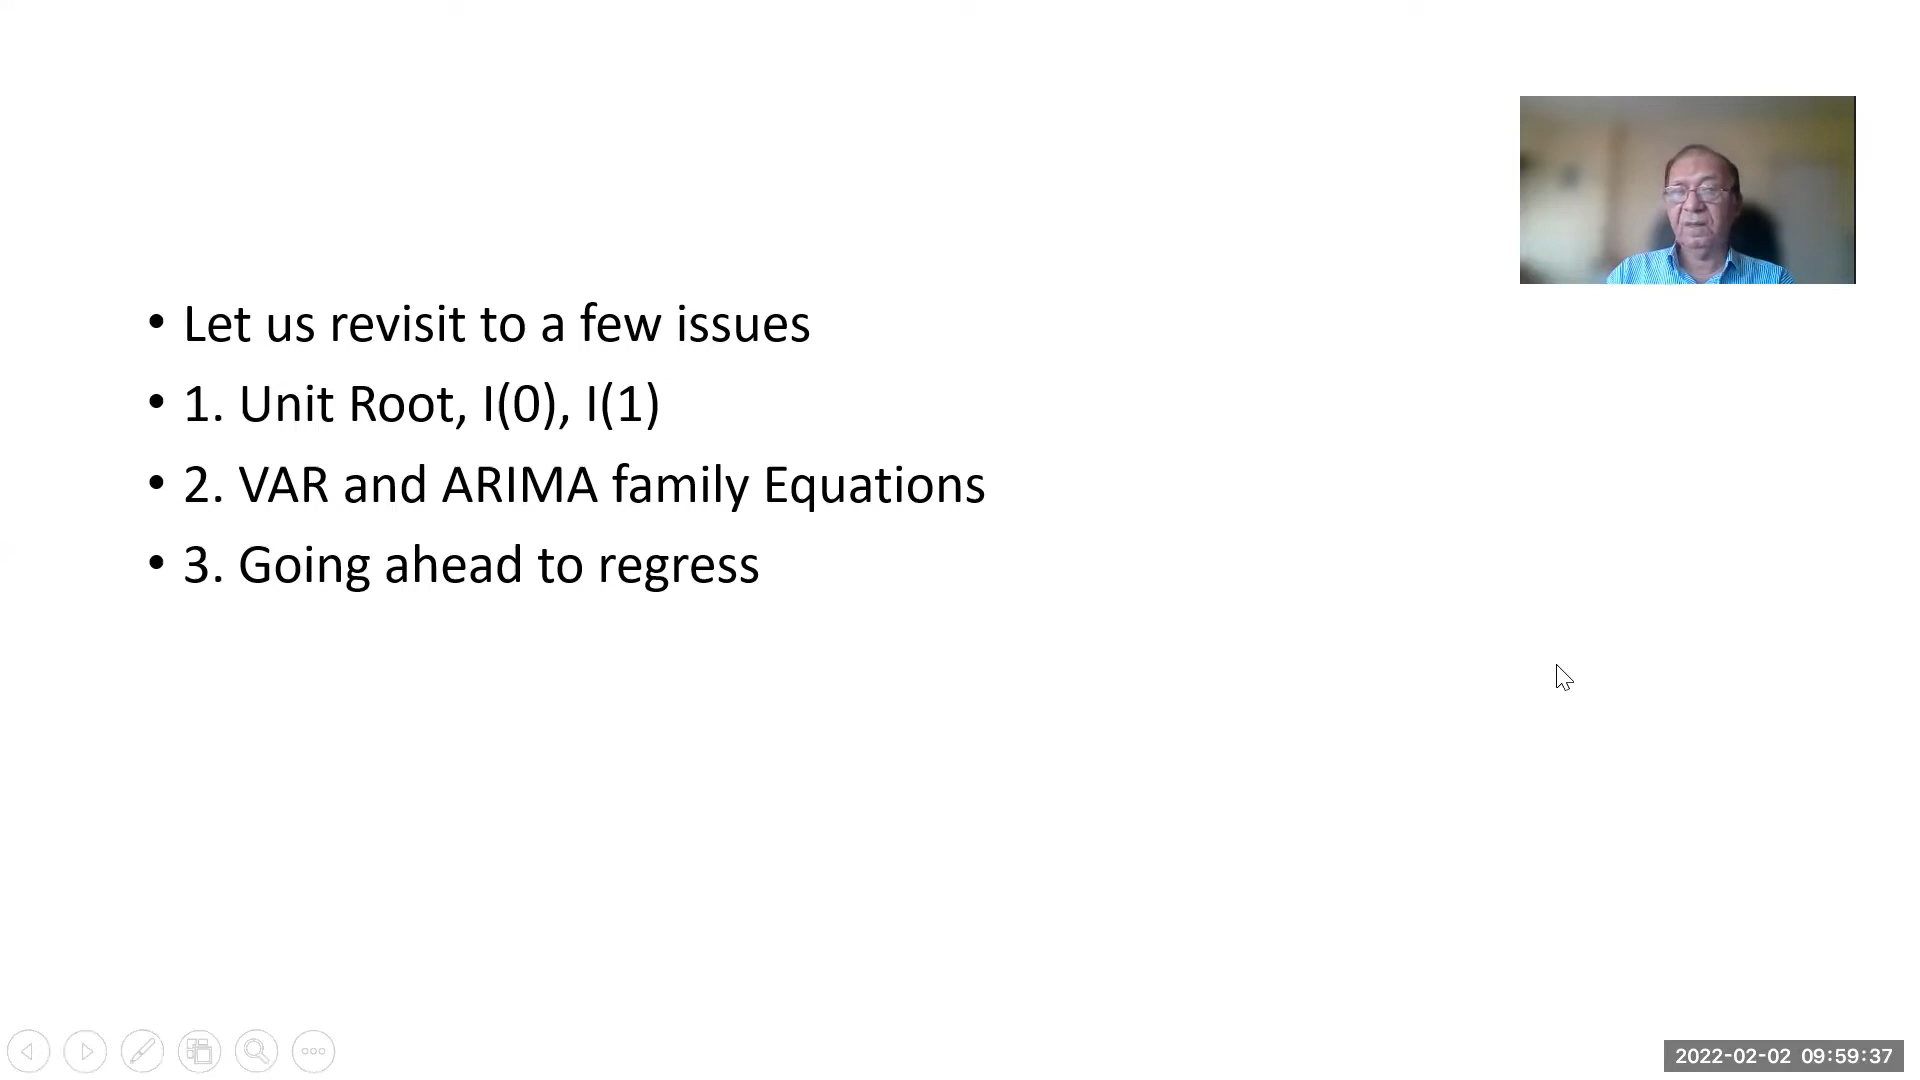 • Let us revisit to a few issues
• 1. Unit Root, I(0), I(1)
• 2. VAR and ARIMA family Equations
• 3. Going ahead to regress
2022-02-02 09:59:37